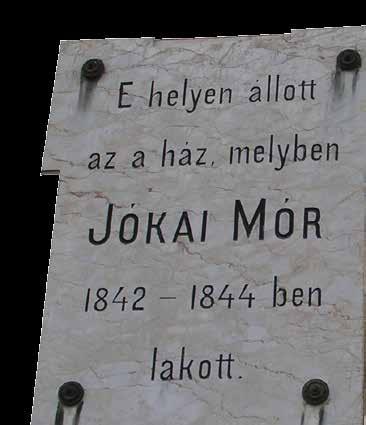 E helyen állott
az a ház, melyben
JÓKAI MÓR
1842 - 1844 ben
lakott.